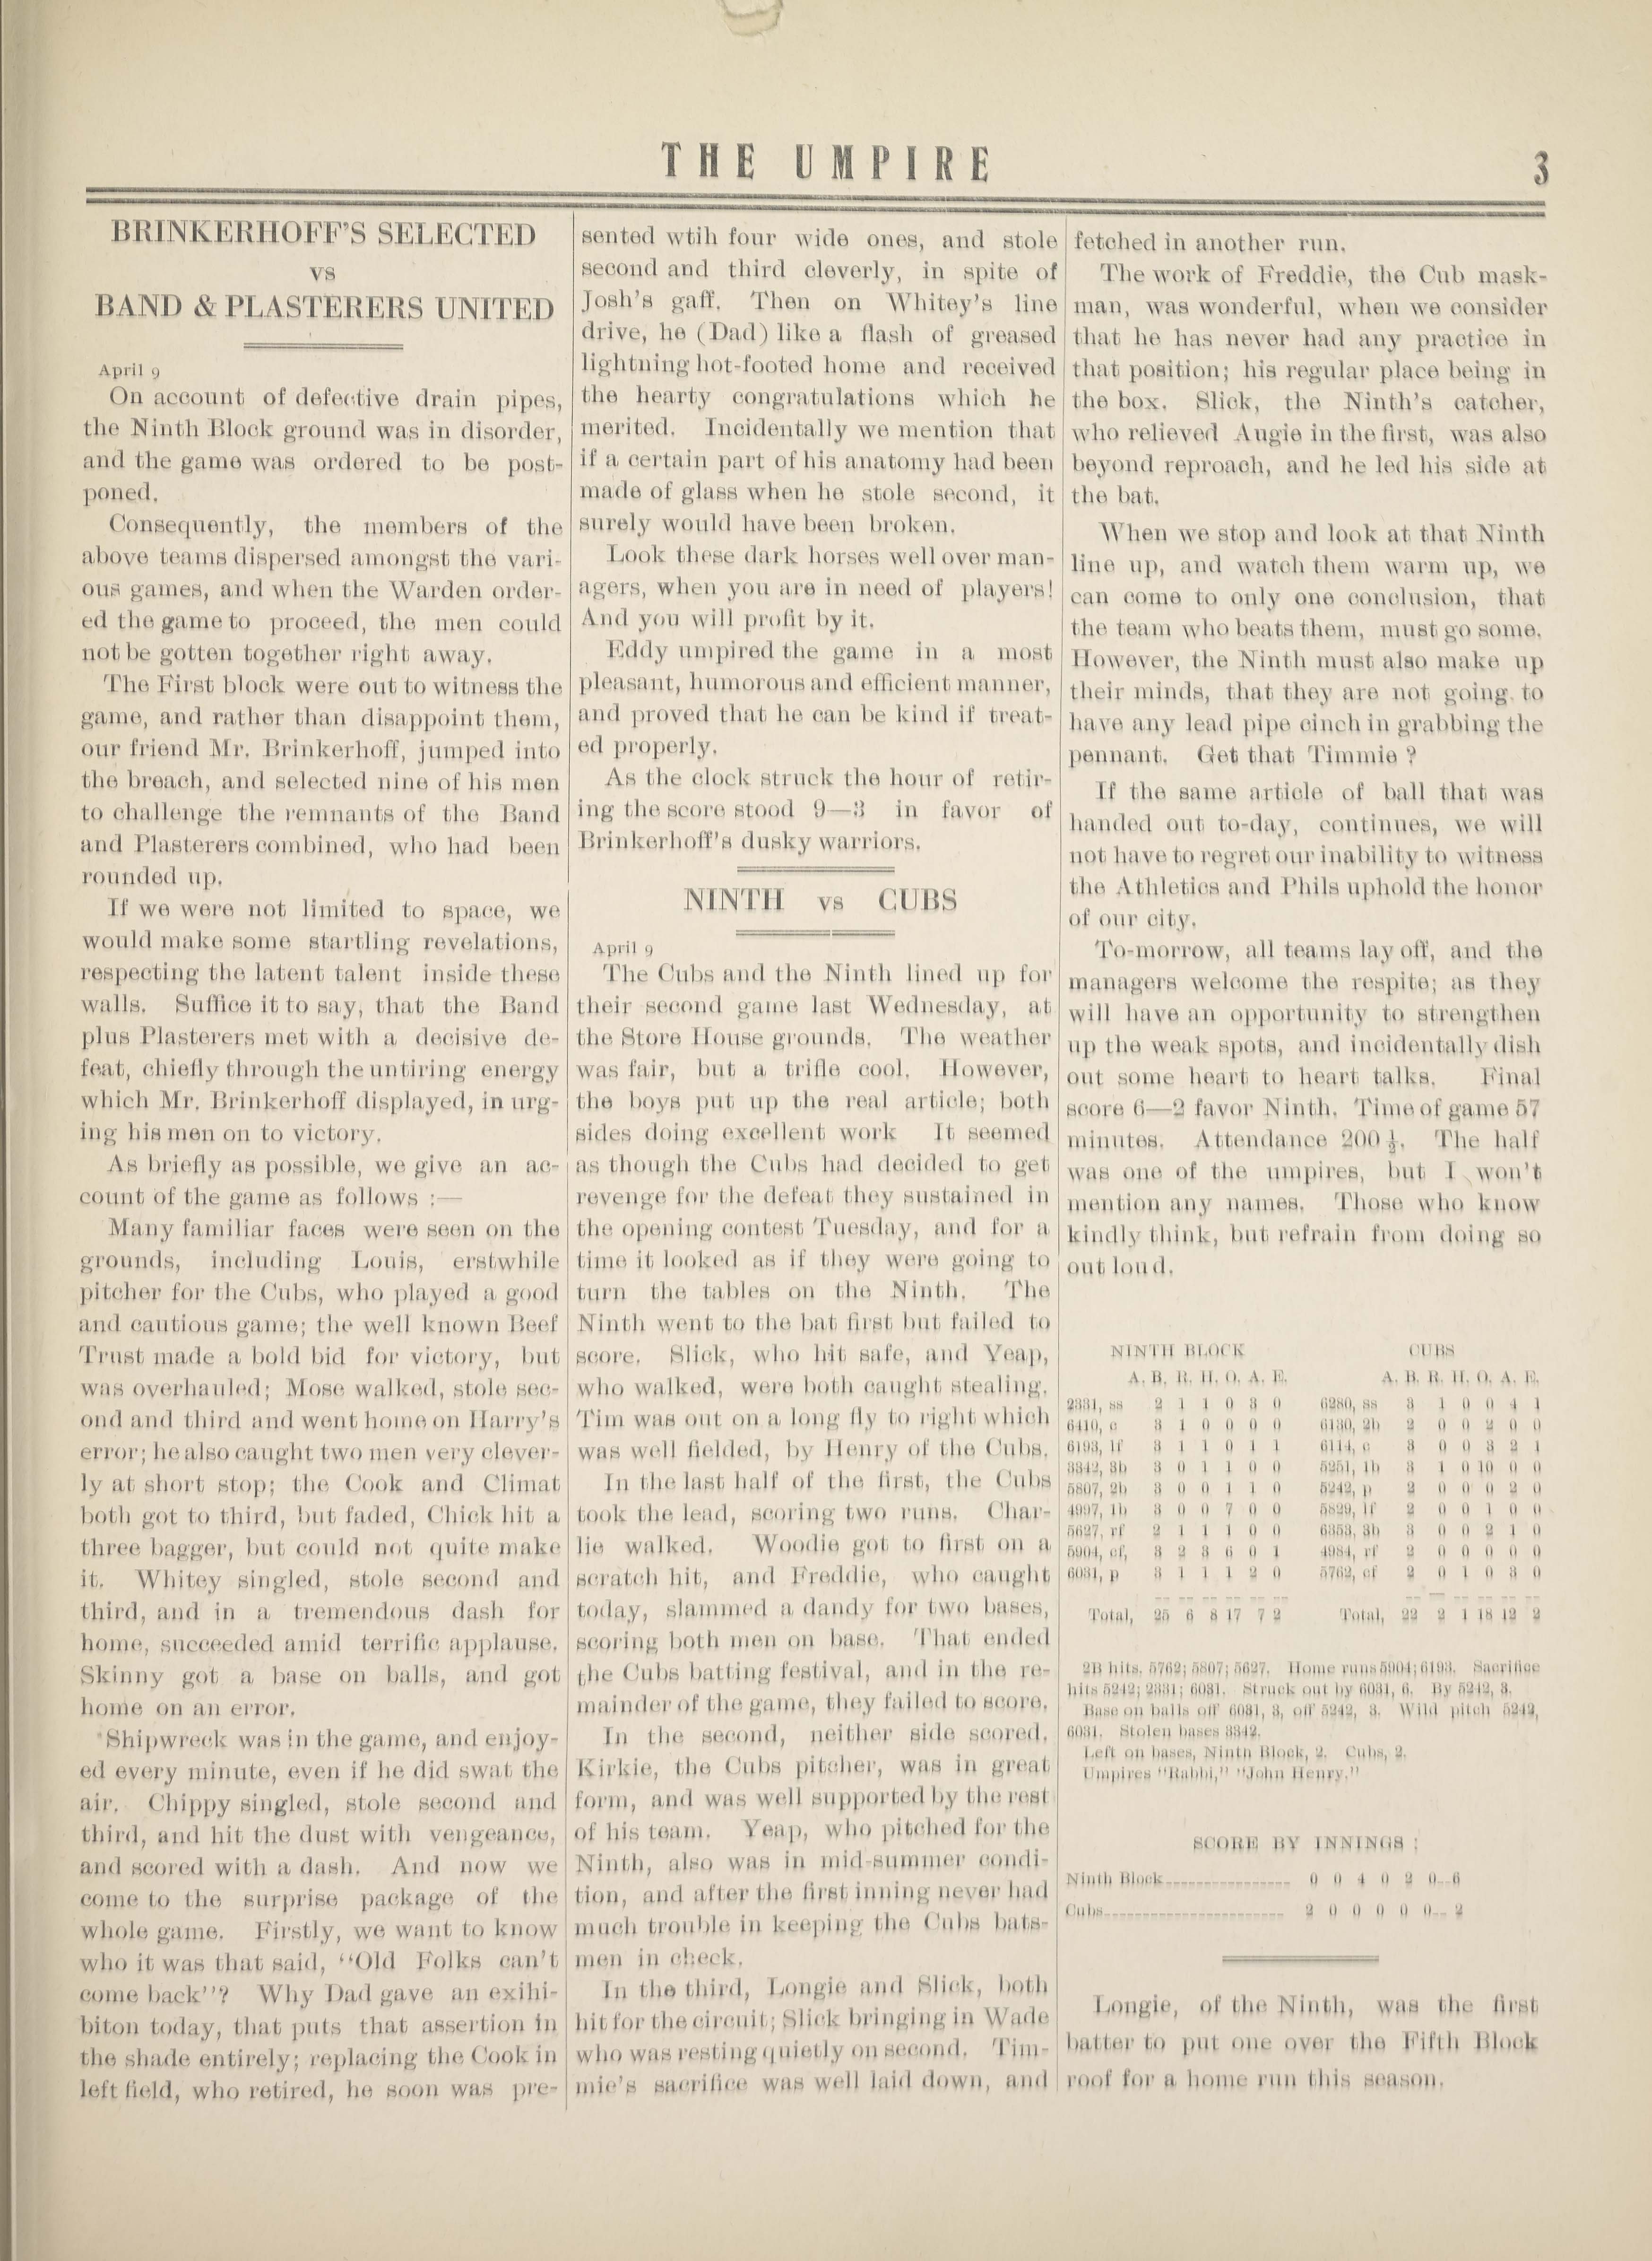 THE UMPIRE
3
BRINKERHOFF'S SELECTED
vs
BAND & PLASTERERS UNITED
April 9
On account of defective drain pipes,
the Ninth Block ground was in disorder,
and the game was ordered to be post-
poned.
Consequently, the members of the
above teams dispersed amongst the vari-
ous games, and when the Warden order-
ed the game to proceed, the men could
not be gotten together right away.
The First block were out to witness the
game, and rather than disappoint them,
our friend Mr. Brinkerhoff, jumped into
the breach, and selected nine of his men
to challenge the remnants of the Band
and Plasterers combined, who had been
rounded up.
If we were not limited to space, we
would make some startling revelations,
respecting the latent talent inside these
walls. Suffice it to say, that the Band
plus Plasterers met with a decisive de-
feat, chiefly through the untiring energy
which Mr. Brinkerhoff displayed, in urg-
ing his men on to victory.
As briefly as possible, we give an ac-
count of the game as follows :—
Many familiar faces were seen on the
grounds, including Louis, erstwhile
pitcher for the Cubs, who played a good
and cautious game; the well known Beef
Trust made a bold bid for victory, but
was overhauled; Mose walked, stole sec-
ond and third and went home on Harry's
error; he also caught two men very clever-
ly at short stop; the Cook and Climat
both got to third, but faded, Chick hit a
three bagger, but could not quite make
it. Whitey singled, stole second and
third, and in a tremendous dash for
home, succeeded amid terrific applause.
Skinny got a base on balls, and got
home on an error.
Shipwreck was in the game, and enjoy-
ed every minute, even if he did swat the
air. Chippy singled, stole second and
third, and hit the dust with vengeance,
and scored with a dash. And now we
come to the surprise package of the
whole game. Firstly, we want to know
who it was that said, "Old Folks can't
come back"? Why Dad gave an exihi-
biton today, that puts that assertion in
the shade entirely; replacing the Cook in
left field, who retired, he soon was pre-
sented wtih four wide ones, and stole
second and third cleverly, in spite of
Josh's gaff. Then on Whitey's line
drive, he (Dad) like a flash of greased
lightning hot-footed home and received
the hearty congratulations which he
merited. Incidentally we mention that
if a certain part of his anatomy had been
made of glass when he stole second, it
surely would have been broken.
Look these dark horses well over man-
agers, when you are in need of players!
And you will profit by it.
Eddy umpired the game in a most
pleasant, humorous and efficient manner,
and proved that he can be kind if treat-
ed properly.
As the clock struck the hour of retir-
ing the score stood 9—3 in favor of
Brinkerhoff's dusky warriors.
NINTH vs CUBS
April 9
The Cubs and the Ninth lined up for
their second game last Wednesday, at
the Store House grounds. The weather
was fair, but a trifle cool. However,
the boys put up the real article; both
sides doing excellent work It seemed
as though the Cubs had decided to get
revenge for the defeat they sustained in
the opening contest Tuesday, and for a
time it looked as if they were going to
turn the tables on the Ninth. The
Ninth went to the bat first but failed to
score. Slick, who hit safe, and Yeap,
who walked, were both caught stealing.
Tim was out on a long fly to right which
was well fielded, by Henry of the Cubs.
In the last half of the first, the Cubs
took the lead, scoring two runs. Char-
lie walked. Woodie got to first on a
scratch hit, and Freddie, who caught
today, slammed a dandy for two bases,
scoring both men on base. That ended
the Cubs batting festival, and in the re-
mainder of the game, they failed to score.
In the second, neither side scored.
Kirkie, the Cubs pitcher, was in great
form, and was well supported by the rest
of his team. Yeap, who pitched for the
Ninth, also was in mid-summer condi-
tion, and after the first inning never had
much trouble in keeping the Cubs bats-
men in check.
In the third, Longie and Slick, both
hit for the circuit; Slick bringing in Wade
who was resting quietly on second. Tim-
mie's sacrifice was well laid down, and
fetched in another run.
The work of Freddie, the Cub mask-
man, was wonderful, when we consider
that he has never had any practice in
that position; his regular place being in
the box. Slick, the Ninth's catcher,
who relieved Augie in the first, was also
beyond reproach, and he led his side at
the bat.
When we stop and look at that Ninth
line up, and watch them warm up, we
can come to only one conclusion, that
the team who beats them, must go some.
However, the Ninth must also make up
their minds, that they are not going to
have any lead pipe cinch in grabbing the
pennant. Get that Timmie ?
If the same article of ball that was
handed out to-day, continues, we will
not have to regret our inability to witness
the Athletics and Phils uphold the honor
of our city.
To-morrow, all teams lay off, and the
managers welcome the respite; as they
will have an opportunity to strengthen
up the weak spots, and incidentally dish
out some heart to heart talks. Final
score 6—2 favor Ninth. Time of game 57
minutes. Attendance 200½. The half
was one of the umpires, but I won't
mention any names. Those who know
kindly think, but refrain from doing so
out loud.
NINTH BLOCK CUBS
A. B. R. H. O. A. E. A. B. R. H. O. A. E.
2331, ss 2 1 1 0 3 0 6280, ss 3 1 0 0 4 1
6410, c 3 1 0 0 0 0 6130, 2b 2 0 0 2 0 0
6193, lf 3 1 1 0 1 1 6114, c 3 0 0 3 2 1
3342, 3b 3 0 1 1 0 0 5251, 1b 3 1 0 10 0 0
5807, 2b 3 0 0 1 1 0 5242, p 2 0 0 0 2 0
4997, 1b 3 0 0 7 0 0 5829, lf 2 0 0 1 0 0
5627, rf 2 1 1 1 0 0 6353, 3b 3 0 0 2 1 0
5904, cf, 3 2 3 6 0 1 4984, rf 2 0 0 0 0 0
6031, p 3 1 1 1 2 0 5762, cf 2 0 1 0 3 0
Total, 25 6 8 17 7 2 Total, 22 2 1 18 12 2
2B hits. 5762; 5807; 5627. Home runs 5904; 6193. Sacrifice
hits 5242; 2331; 6031. Struck out by 6031, 6. By 5242, 3.
Base on balls off 6031, 3, off 5242, 3. Wild pitch 5242,
6031. Stolen bases 3342.
Left on bases, Ninth Block, 2. Cubs, 2.
Umpires "Rabbi," "John Henry."
SCORE BY INNINGS :
Ninth Block 0 0 4 0 2 0—6
Cubs 2 0 0 0 0 0—2
Longie, of the Ninth, was the first
batter to put one over the Fifth Block
roof for a home run this season.